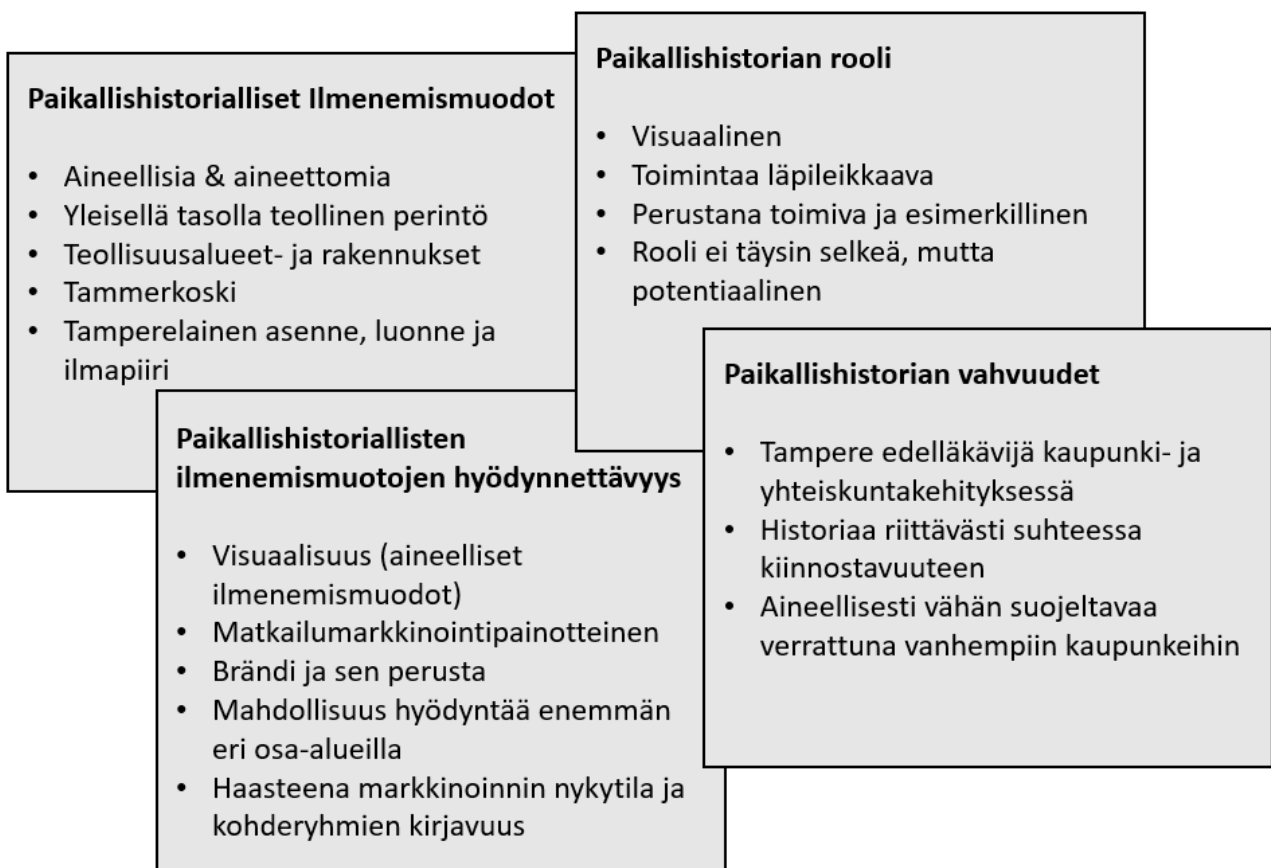 Paikallishistorialliset Ilmenemismuodot
• Aineellisia & aineettomia
• Yleisellä tasolla teollinen perintö
• Teollisuusalueet- ja rakennukset
• Tammerkoski
• Tamperelainen asenne, luonne ja
ilmapiiri
Paikallishistorian rooli
• Visuaalinen
• Toimintaa läpileikkaava
• Perustana toimiva ja esimerkillinen
• Rooli ei täysin selkeä, mutta
potentiaalinen
Paikallishistoriallisten
ilmenemismuotojen hyödynnettävyys
• Visuaalisuus (aineelliset
ilmenemismuodot)
• Matkailumarkkinointipainotteinen
• Brändi ja sen perusta
• Mahdollisuus hyödyntää enemmän
eri osa-alueilla
• Haasteena markkinoinnin nykytila ja
kohderyhmien kirjavuus
Paikallishistorian vahvuudet
• Tampere edelläkävijä kaupunki- ja
yhteiskuntakehityksessä
• Historiaa riittävästi suhteessa
kiinnostavuuteen
• Aineellisesti vähän suojeltavaa
verrattuna vanhempiin kaupunkeihin